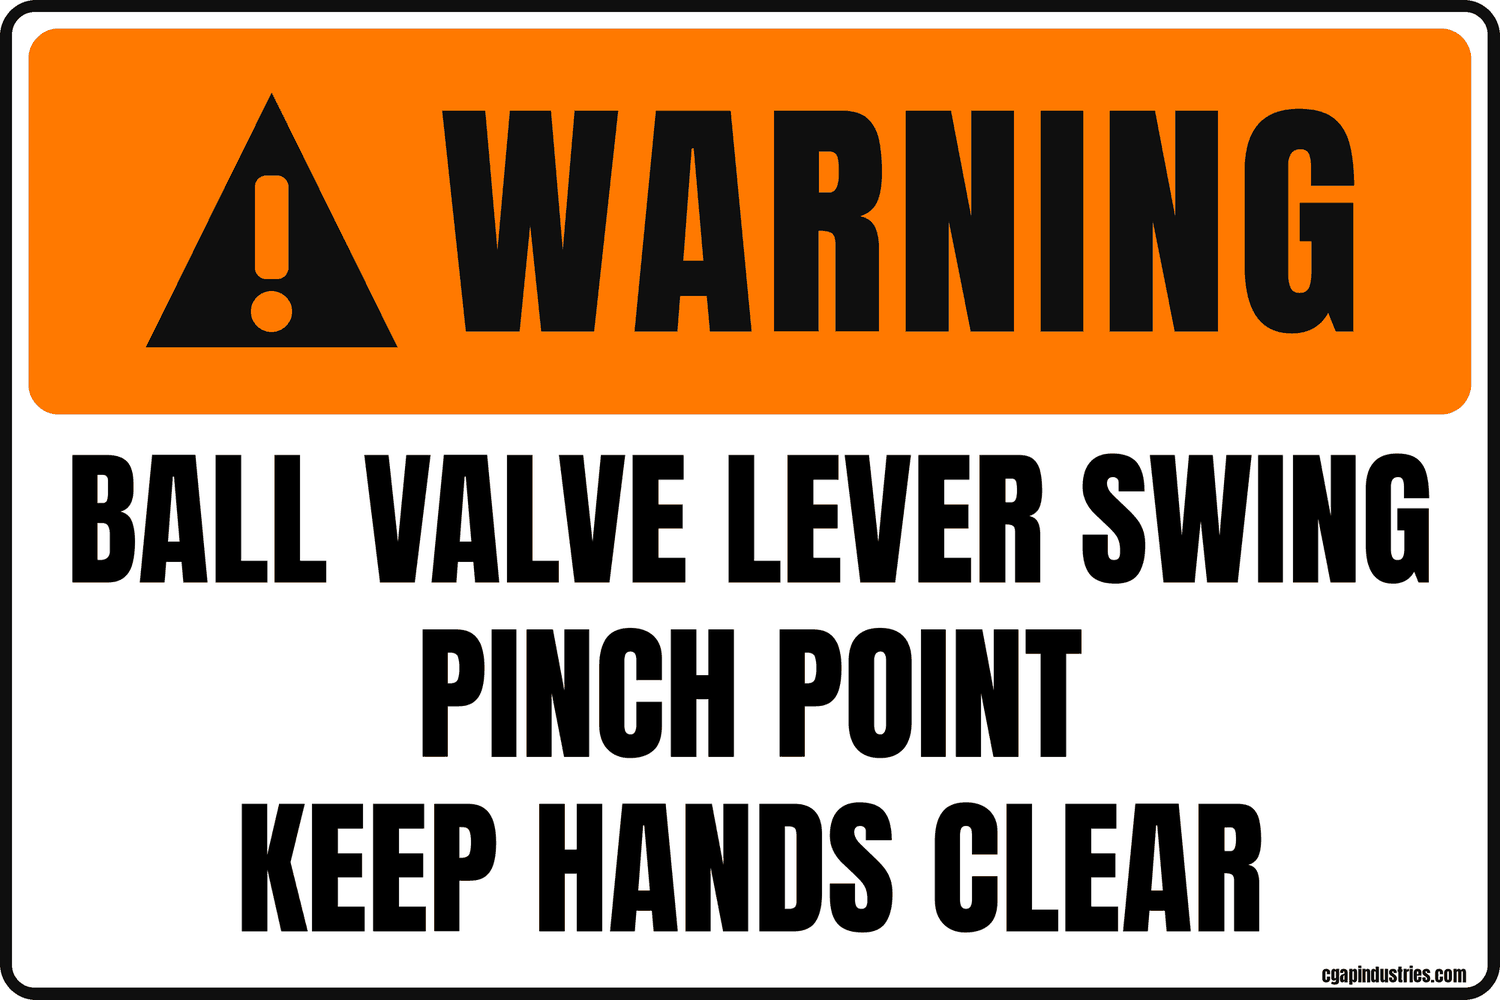 WARNING
BALL VALVE LEVER SWING
PINCH POINT
KEEP HANDS CLEAR
cgapindustries.com